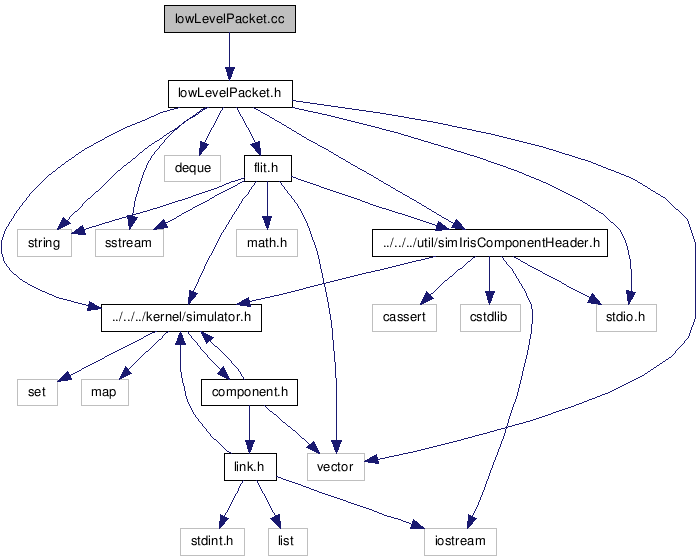 lowLevelPacket.cc
lowLevelPacket.h
deque
flit.h
string
sstream
math.h
../../../util/simIrisComponentHeader.h
../../../kernel/simulator.h
cassert
cstdlib
stdio.h
set
map
component.h
link.h
vector
stdint.h
list
iostream